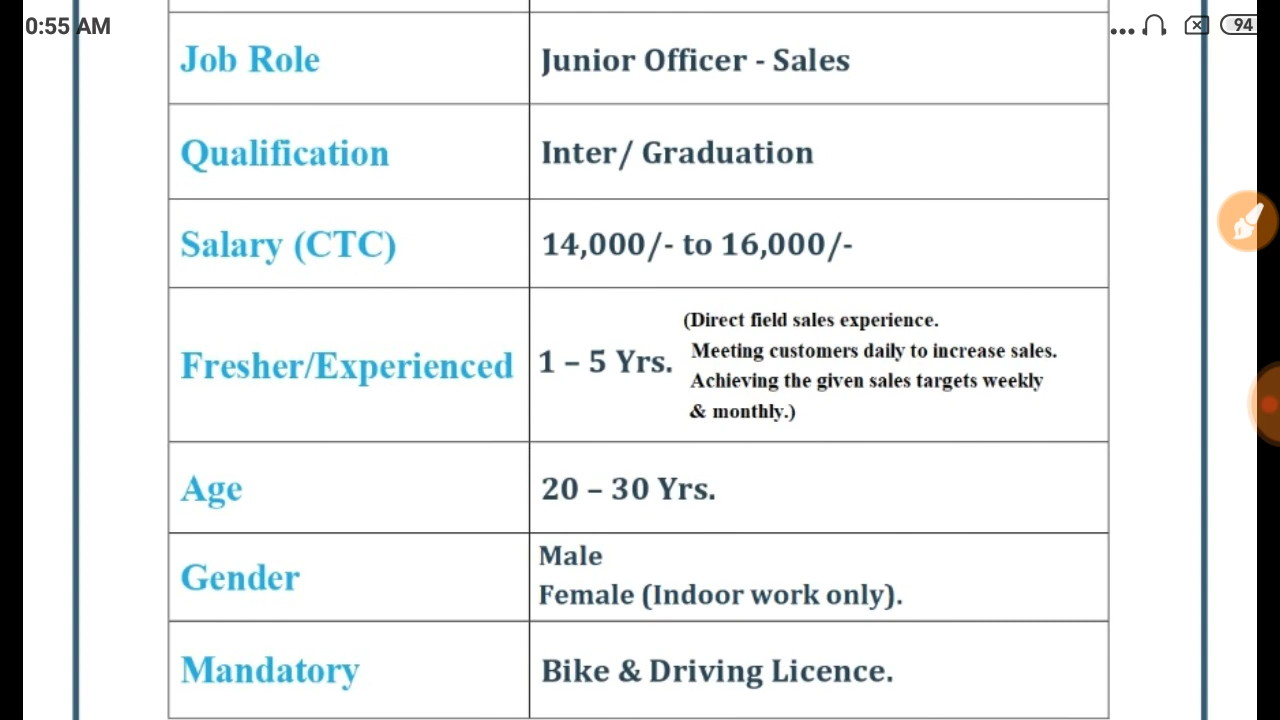 0:55 AM
94
Job Role
Junior Officer - Sales
Qualification
Inter/ Graduation
Salary (CTC)
14,000/- to 16,000/-
Fresher/Experienced
1 – 5 Yrs.
(Direct field sales experience.
Meeting customers daily to increase sales.
Achieving the given sales targets weekly
& monthly.)
Age
20 – 30 Yrs.
Gender
Male
Female (Indoor work only).
Mandatory
Bike & Driving Licence.